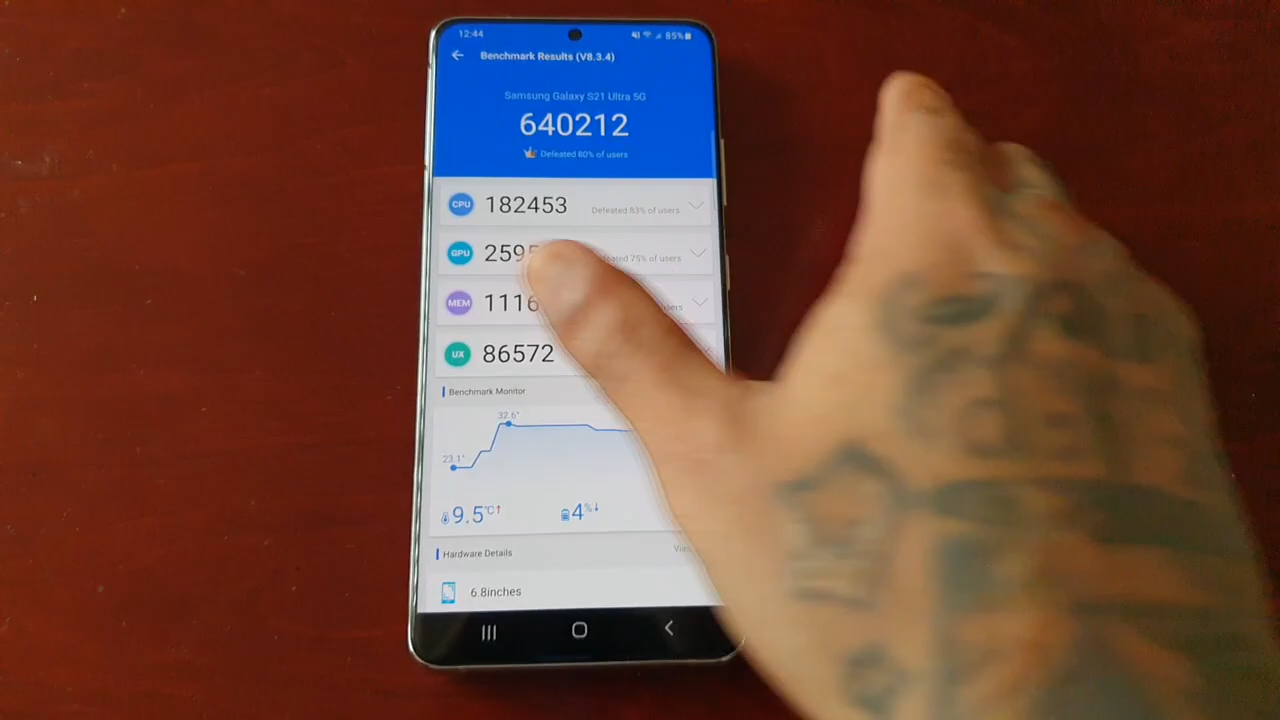 12:44 85%
Benchmark Results (V8.3.4)
Samsung Galaxy S21 Ultra 5G
640212
Defeated 80% of users
CPU 182453 Defeated 83% of users
GPU 259 75% of users
MEM 1116
UX 86572
Benchmark Monitor
32.6°
23.1°
9.5°C↑ 4%↓
Hardware Details
6.8inches